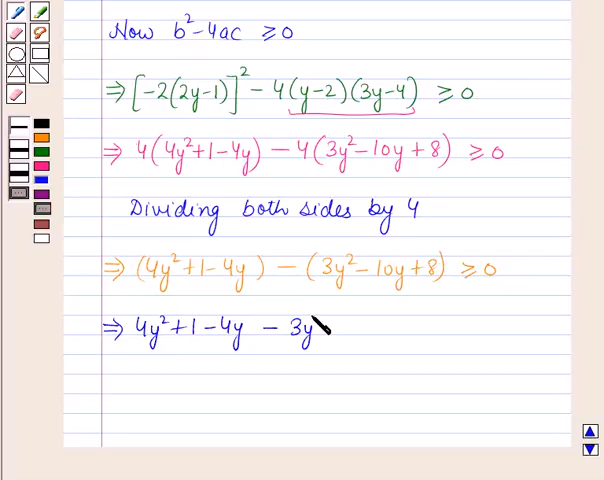 Now b²-4ac ≥0
⇒ [-2(2y-1)]² - 4(y-2)(3y-4) ≥0
⇒ 4(4y²+1-4y) - 4(3y²-10y+8) ≥0
Dividing both sides by 4
⇒ (4y²+1-4y) - (3y²-10y+8) ≥0
⇒ 4y²+1-4y - 3y